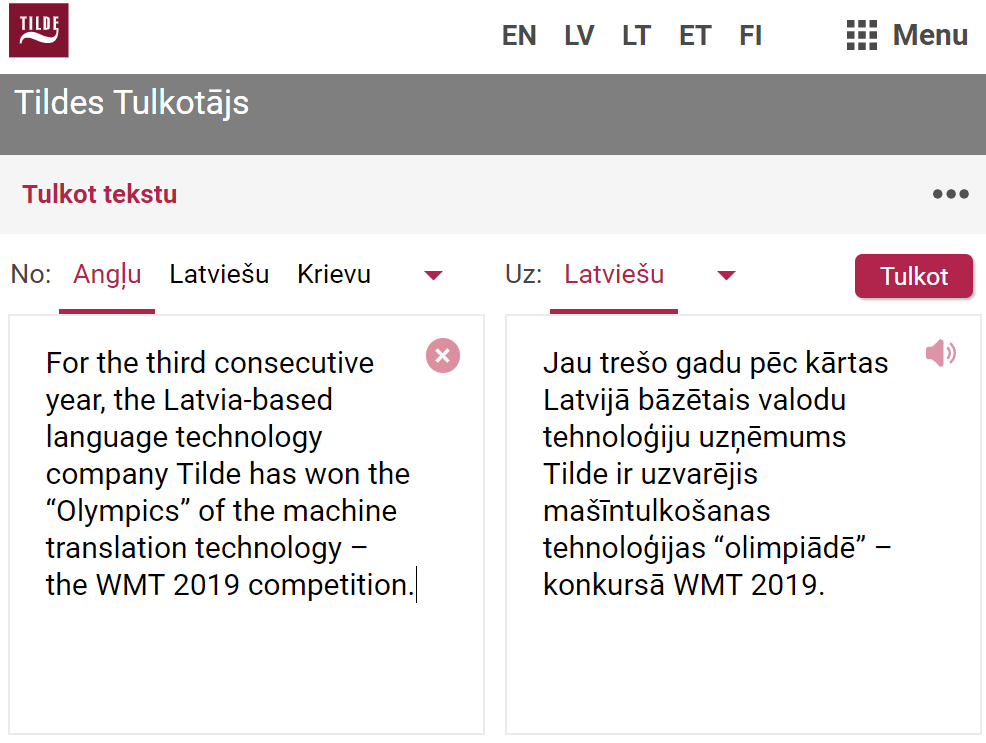 TILDE
EN LV LT ET FI Menu
Tildes Tulkotājs
Tulkot tekstu
No: Angļu Latviešu Krievu
Uz: Latviešu Tulkot
For the third consecutive
year, the Latvia-based
language technology
company Tilde has won the
“Olympics” of the machine
translation technology –
the WMT 2019 competition.
Jau trešo gadu pēc kārtas
Latvijā bāzētais valodu
tehnoloģiju uzņēmums
Tilde ir uzvarējis
mašīntulkošanas
tehnoloģijas “olimpiādē” –
konkursā WMT 2019.